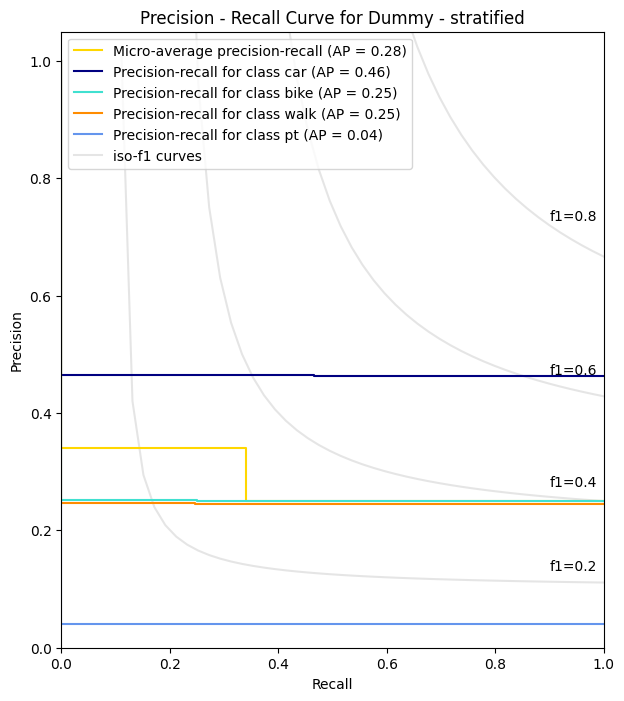 Precision - Recall Curve for Dummy - stratified
Micro-average precision-recall (AP = 0.28)
Precision-recall for class car (AP = 0.46)
Precision-recall for class bike (AP = 0.25)
Precision-recall for class walk (AP = 0.25)
Precision-recall for class pt (AP = 0.04)
iso-f1 curves
1.0
0.8
0.6
0.4
0.2
0.0
Precision
f1=0.8
f1=0.6
f1=0.4
f1=0.2
0.0 0.2 0.4 0.6 0.8 1.0
Recall